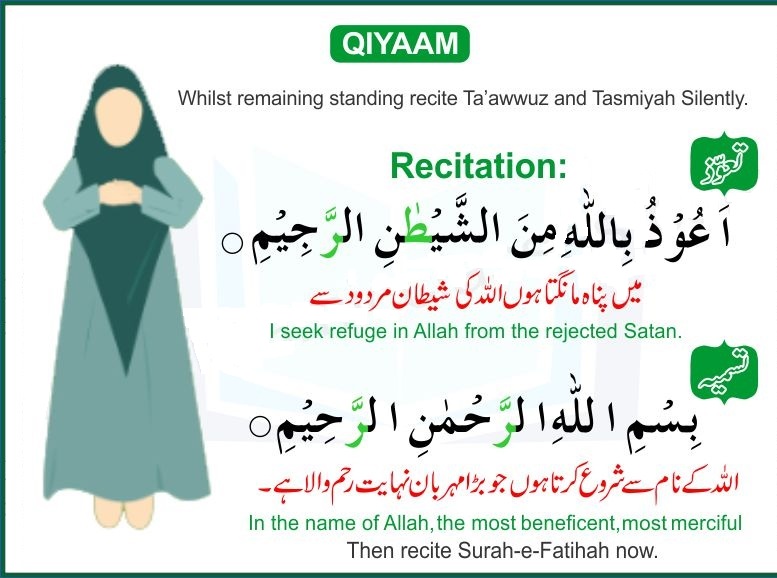 QIYAAM
Whilst remaining standing recite Ta’awwuz and Tasmiyah Silently.
تعوّذ
Recitation:
اَعُوْذُ بِاللّٰهِ مِنَ الشَّيْطٰنِ الرَّجِيْمِ ○
میں پناہ مانگتا ہوں اللہ کی شیطان مردود سے
I seek refuge in Allah from the rejected Satan.
تسمیہ
بِسْمِ اللّٰهِ الرَّحْمٰنِ الرَّحِيْمِ ○
اللہ کے نام سے شروع کرتا ہوں جو بڑا مہربان نہایت رحم والا ہے۔
In the name of Allah, the most beneficent, most merciful
Then recite Surah-e-Fatihah now.